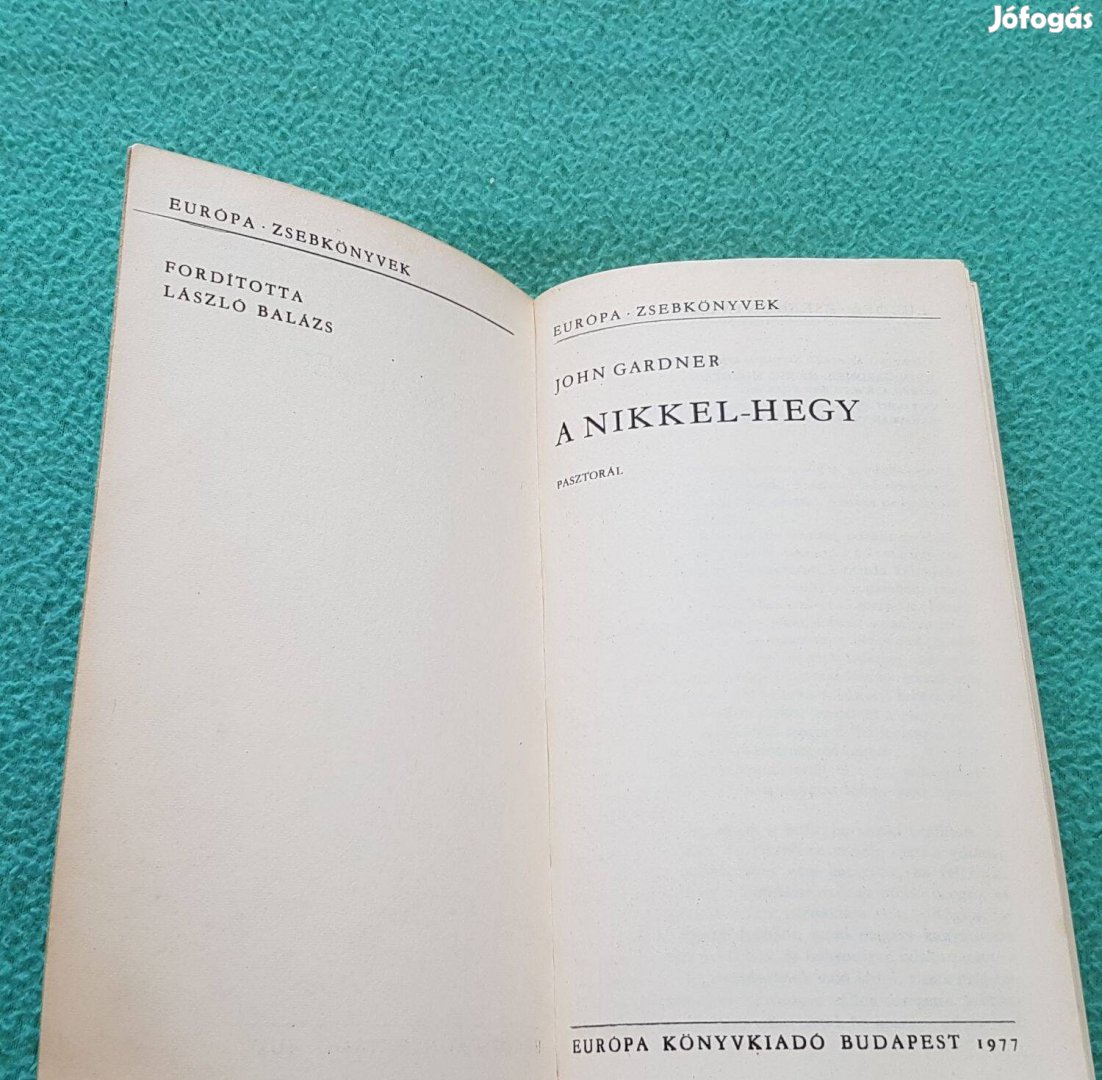 Jófogás
EURÓPA · ZSEBKÖNYVEK
FORDÍTOTTA
LÁSZLÓ BALÁZS
EURÓPA · ZSEBKÖNYVEK
JOHN GARDNER
A NIKKEL-HEGY
PASZTORÁL
EURÓPA KÖNYVKIADÓ BUDAPEST 1977